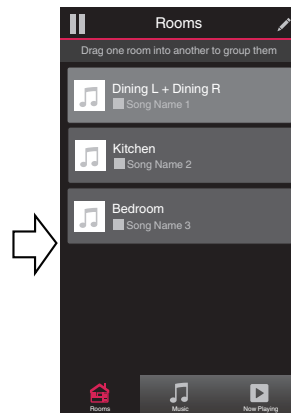 Rooms
Drag one room into another to group them
Dining L + Dining R
Song Name 1
Kitchen
Song Name 2
Bedroom
Song Name 3
Rooms Music Now Playing